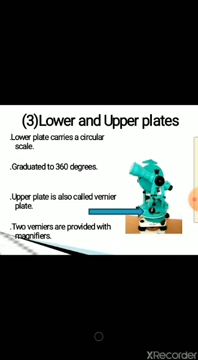 (3)Lower and Upper plates
.Lower plate carries a circular
scale.
.Graduated to 360 degrees.
.Upper plate is also called vernier
plate.
.Two verniers are provided with
magnifiers.
XRecorder